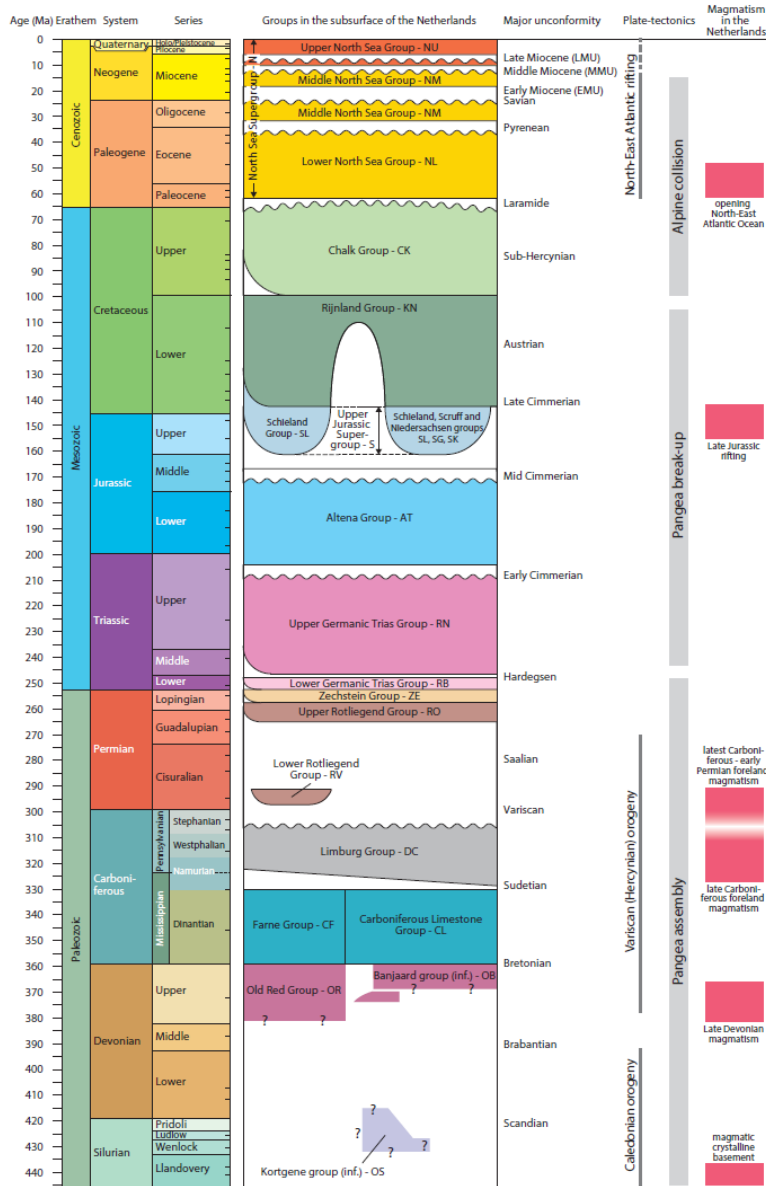 Age (Ma) Erathem System Series Groups in the subsurface of the Netherlands Major unconformity Plate-tectonics Magmatism
in the
Netherlands
0
10
20
30
40
50
60
70
80
90
100
110
120
130
140
150
160
170
180
190
200
210
220
230
240
250
260
270
280
290
300
310
320
330
340
350
360
370
380
390
400
410
420
430
440
Cenozoic
Mesozoic
Paleozoic
Quaternary
Neogene
Paleogene
Cretaceous
Jurassic
Triassic
Permian
Carboni-
ferous
Devonian
Silurian
Holo/Pleistocene
Pliocene
Miocene
Oligocene
Eocene
Paleocene
Upper
Lower
Upper
Middle
Lower
Upper
Middle
Lower
Lopingian
Guadalupian
Cisuralian
Pennsylvanian
Mississippian
Stephanian
Westphalian
Namurian
Dinantian
Upper
Middle
Lower
Pridoli
Ludlow
Wenlock
Llandovery
North Sea Supergroup - N
Upper North Sea Group - NU
Middle North Sea Group - NM
Middle North Sea Group - NM
Lower North Sea Group - NL
Chalk Group - CK
Rijnland Group - KN
Schieland
Group - SL
Upper
Jurassic
Super-
group - S
Schieland, Scruff and
Niedersachsen groups
SL, SG, SK
Altena Group - AT
Upper Germanic Trias Group - RN
Lower Germanic Trias Group - RB
Zechstein Group - ZE
Upper Rotliegend Group - RO
Lower Rotliegend
Group - RV
Limburg Group - DC
Farne Group - CF
Carboniferous Limestone
Group - CL
Old Red Group - OR
Banjaard group (inf.) - OB
? ?
? ?
?
?
?
?
Kortgene group (inf.) - OS
Late Miocene (LMU)
Middle Miocene (MMU)
Early Miocene (EMU)
Savian
Pyrenean
Laramide
Sub-Hercynian
Austrian
Late Cimmerian
Mid Cimmerian
Early Cimmerian
Hardegsen
Saalian
Variscan
Sudetian
Bretonian
Brabantian
Scandian
North-East Atlantic rifting
Variscan (Hercynian) orogeny
Caledonian orogeny
Alpine collision
Pangea break-up
Pangea assembly
opening
North-East
Atlantic Ocean
Late Jurassic
rifting
latest Carboni-
ferous - early
Permian foreland
magmatism
late Carboni-
ferous foreland
magmatism
Late Devonian
magmatism
magmatic
crystalline
basement